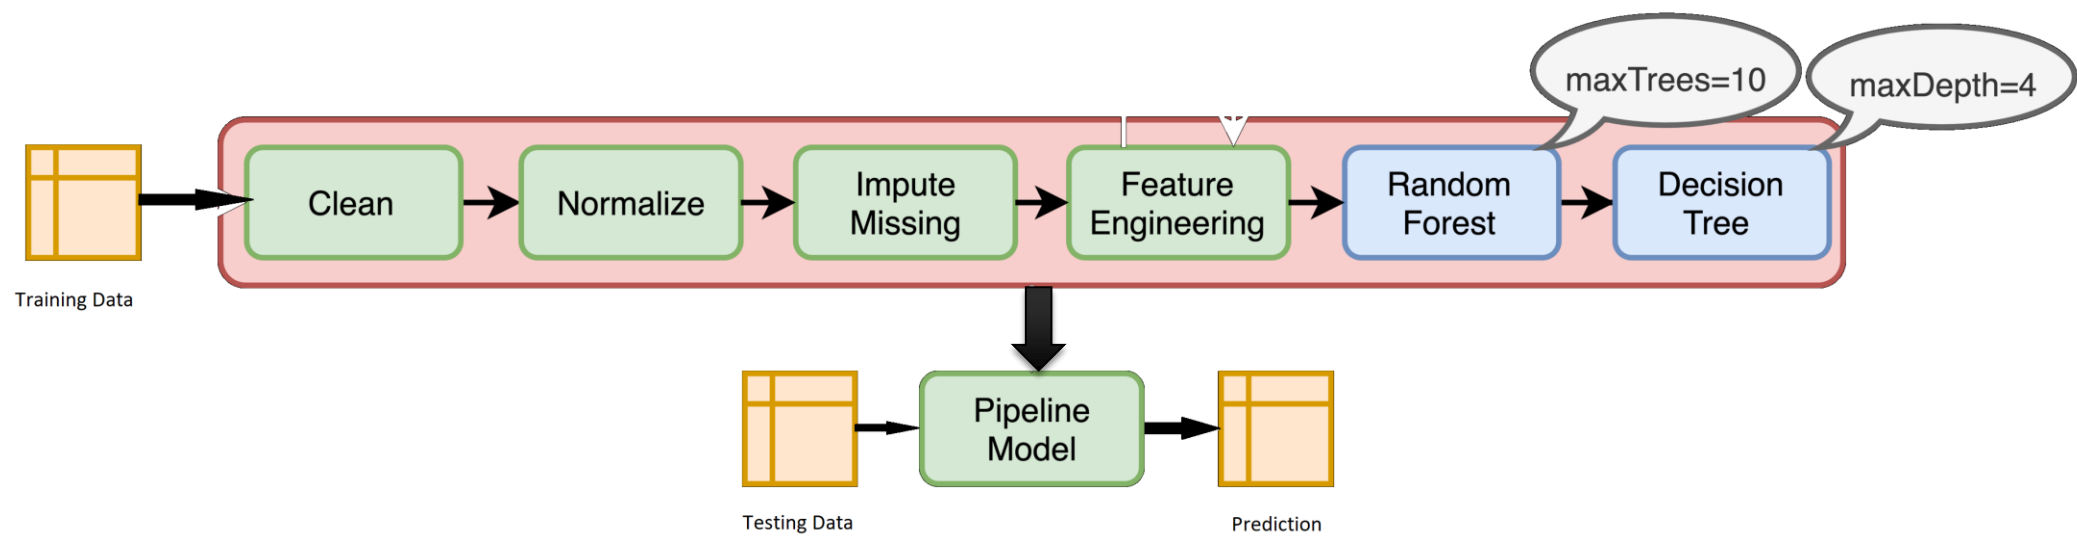 maxTrees=10
maxDepth=4
Clean
Normalize
Impute
Missing
Feature
Engineering
Random
Forest
Decision
Tree
Training Data
Pipeline
Model
Testing Data
Prediction